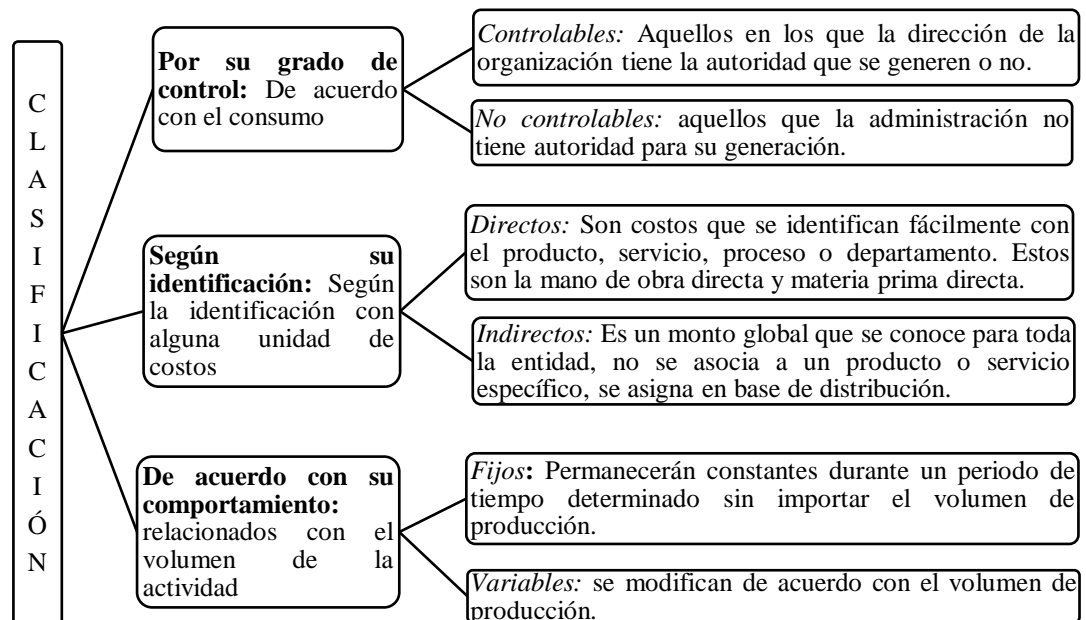 CLASIFICACIÓN
Por su grado de
control: De acuerdo
con el consumo
Controlables: Aquellos en los que la dirección de la
organización tiene la autoridad que se generen o no.
No controlables: aquellos que la administración no
tiene autoridad para su generación.
Según su
identificación: Según
la identificación con
alguna unidad de
costos
Directos: Son costos que se identifican fácilmente con
el producto, servicio, proceso o departamento. Estos
son la mano de obra directa y materia prima directa.
Indirectos: Es un monto global que se conoce para toda
la entidad, no se asocia a un producto o servicio
específico, se asigna en base de distribución.
De acuerdo con su
comportamiento:
relacionados con el
volumen de la
actividad
Fijos: Permanecerán constantes durante un periodo de
tiempo determinado sin importar el volumen de
producción.
Variables: se modifican de acuerdo con el volumen de
producción.